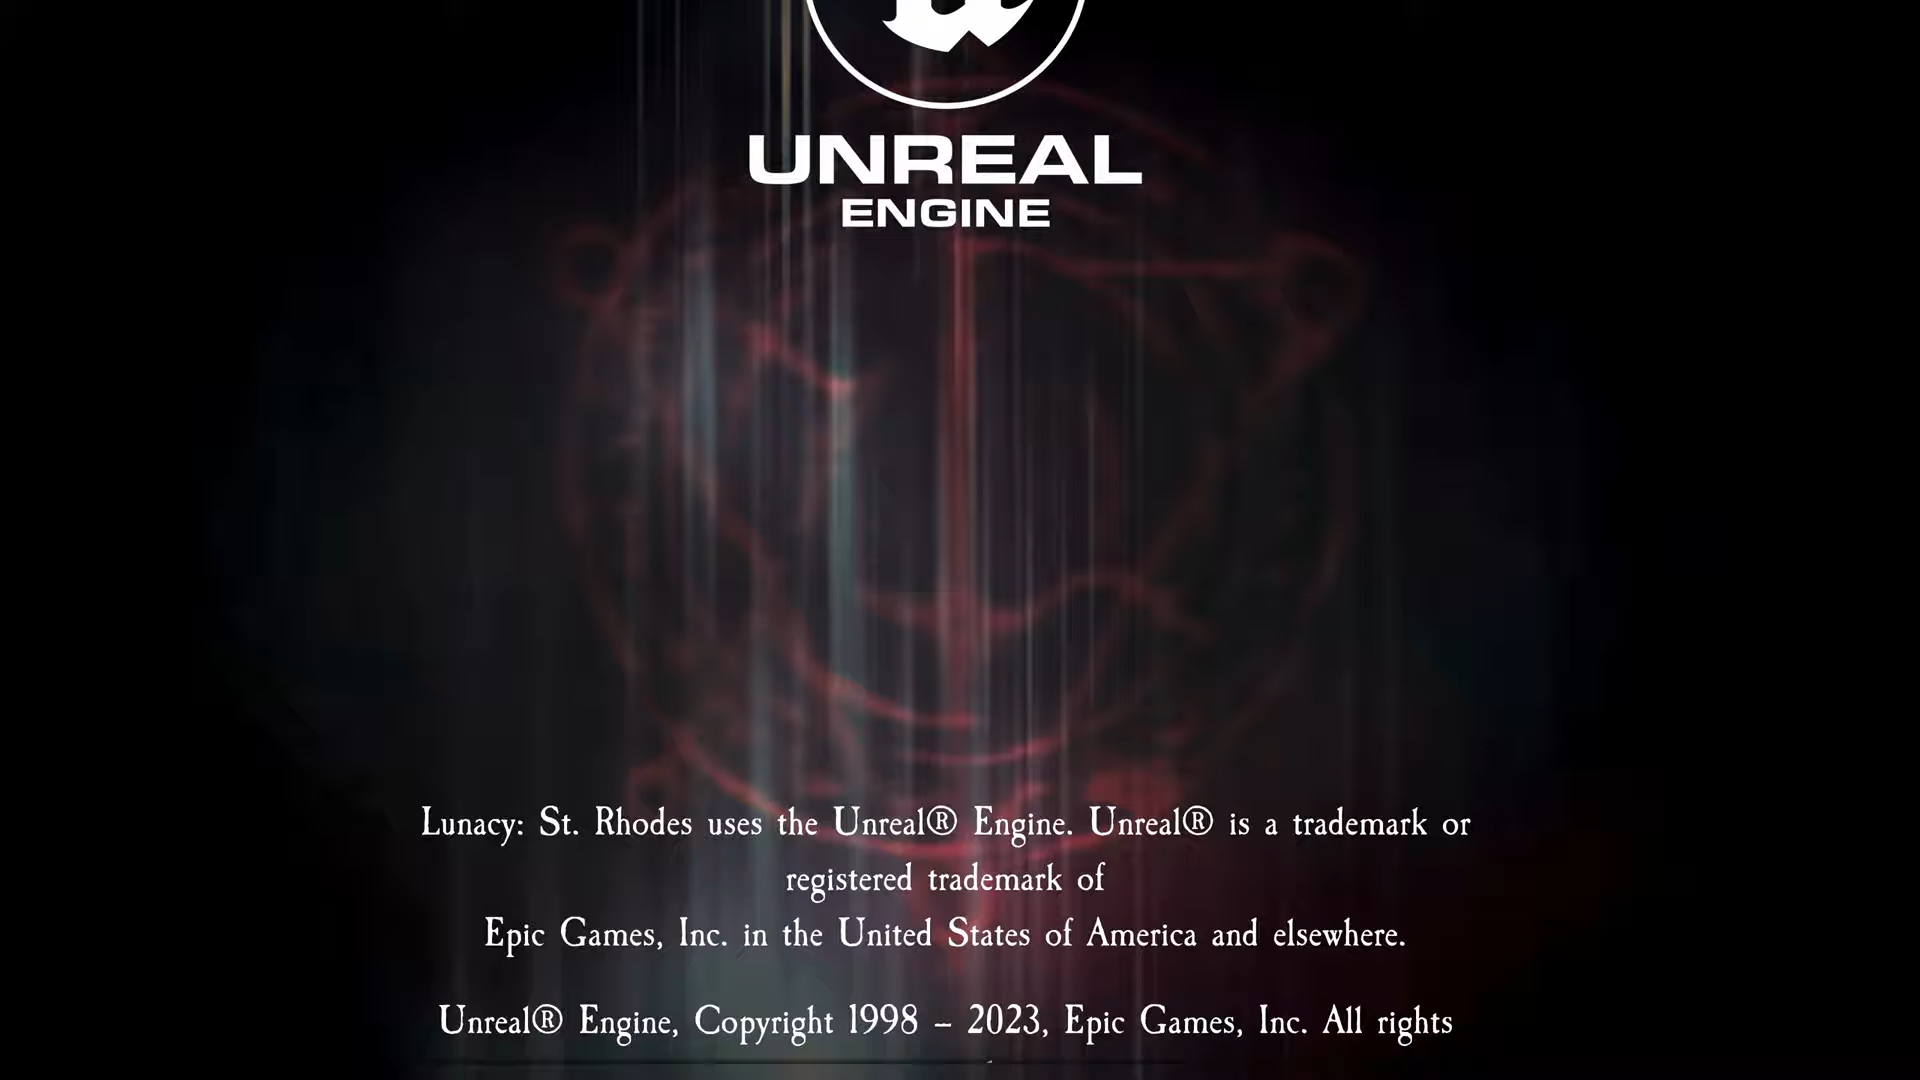 UNREAL
ENGINE
Lunacy: St. Rhodes uses the Unreal® Engine. Unreal® is a trademark or
registered trademark of
Epic Games, Inc. in the United States of America and elsewhere.
Unreal® Engine, Copyright 1998 – 2023, Epic Games, Inc. All rights